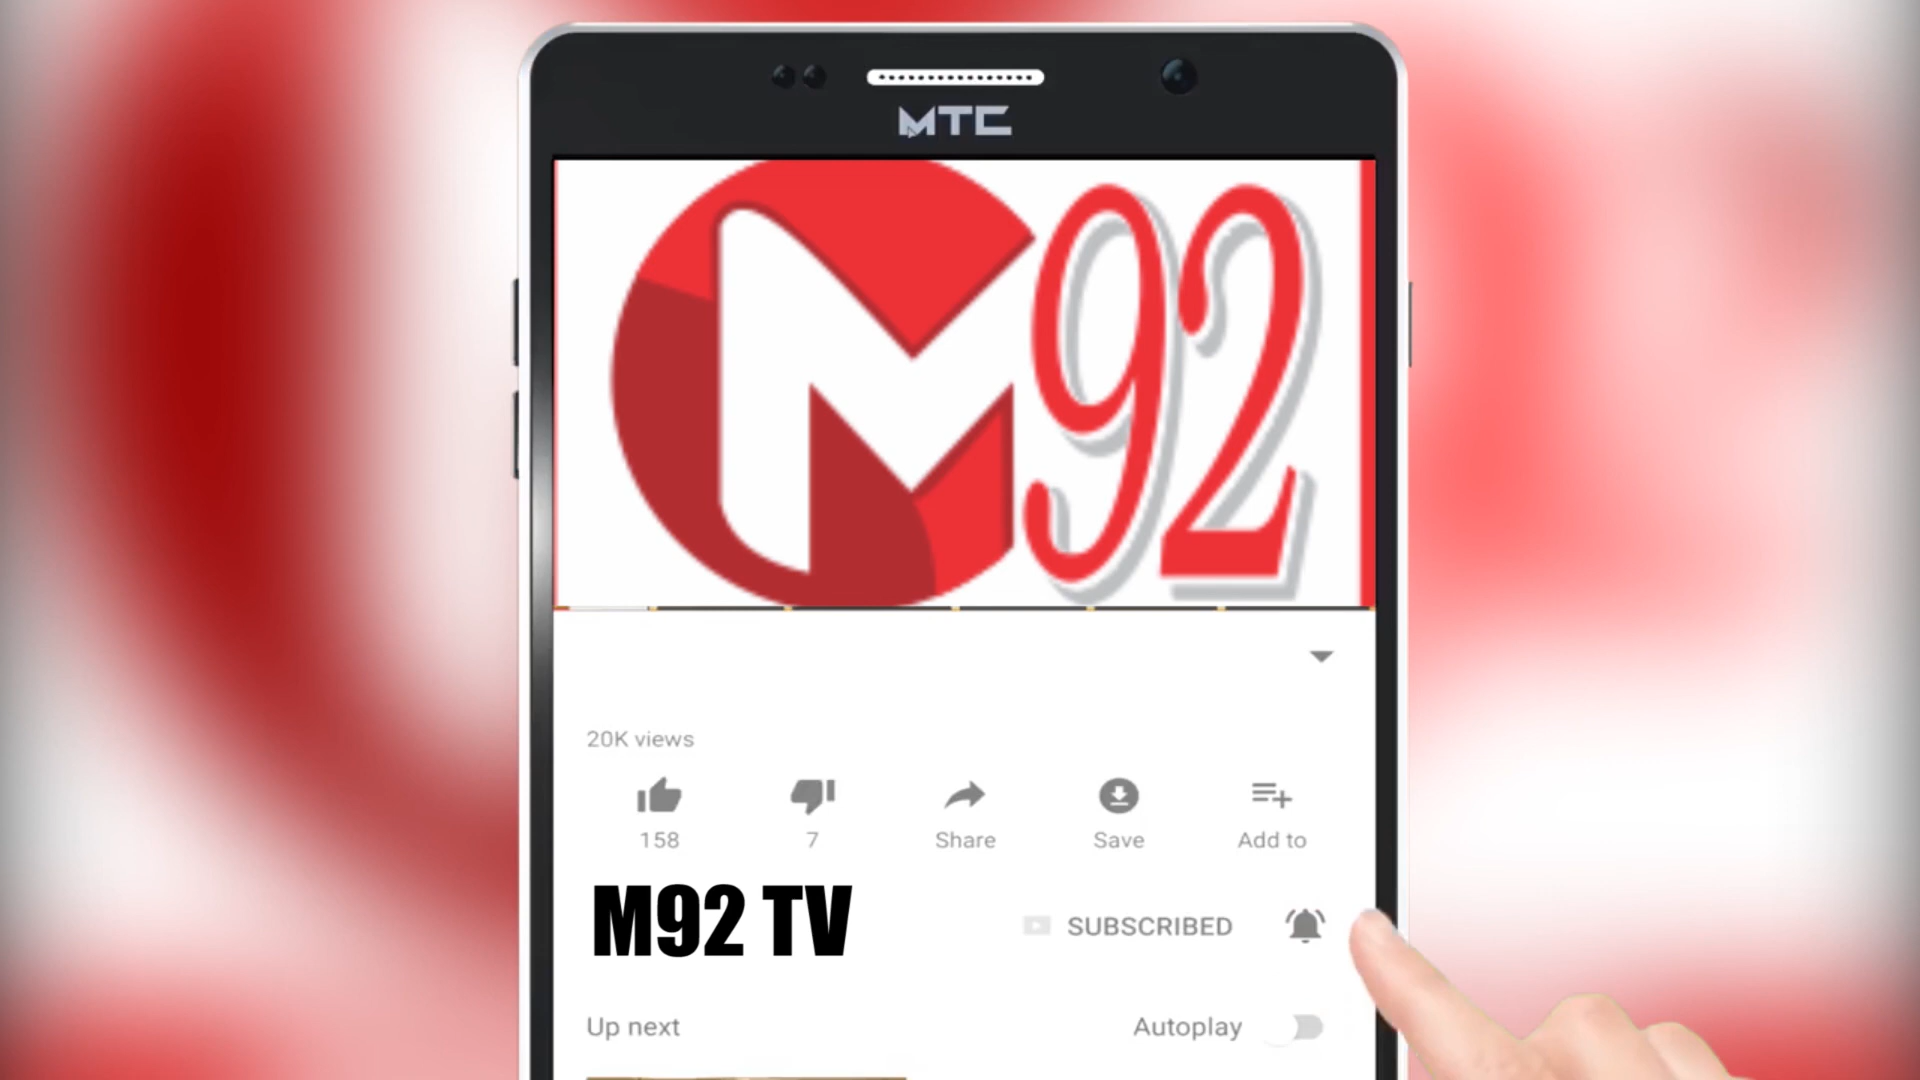 MTC
M92
20K views
158
7
Share
Save
Add to
M92 TV
SUBSCRIBED
Up next
Autoplay